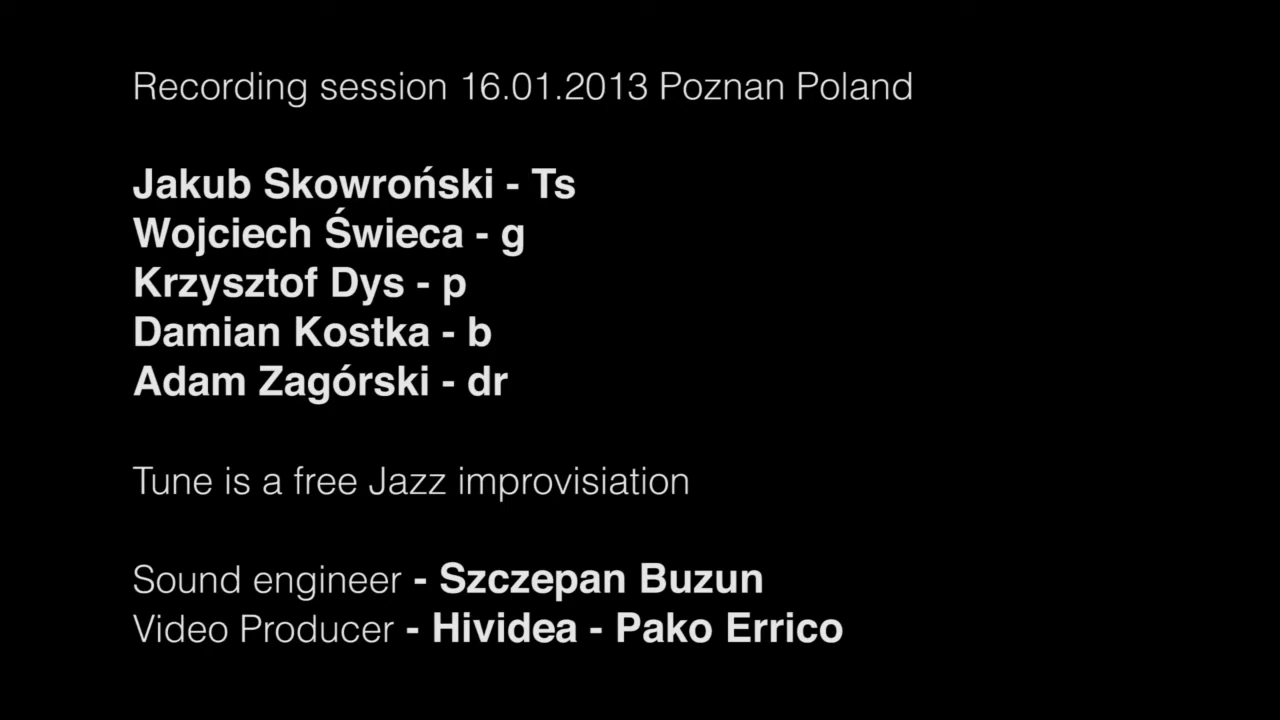 Recording session 16.01.2013 Poznan Poland
Jakub Skowroński - Ts
Wojciech Świeca - g
Krzysztof Dys - p
Damian Kostka - b
Adam Zagórski - dr
Tune is a free Jazz improvisiation
Sound engineer - Szczepan Buzun
Video Producer - Hividea - Pako Errico